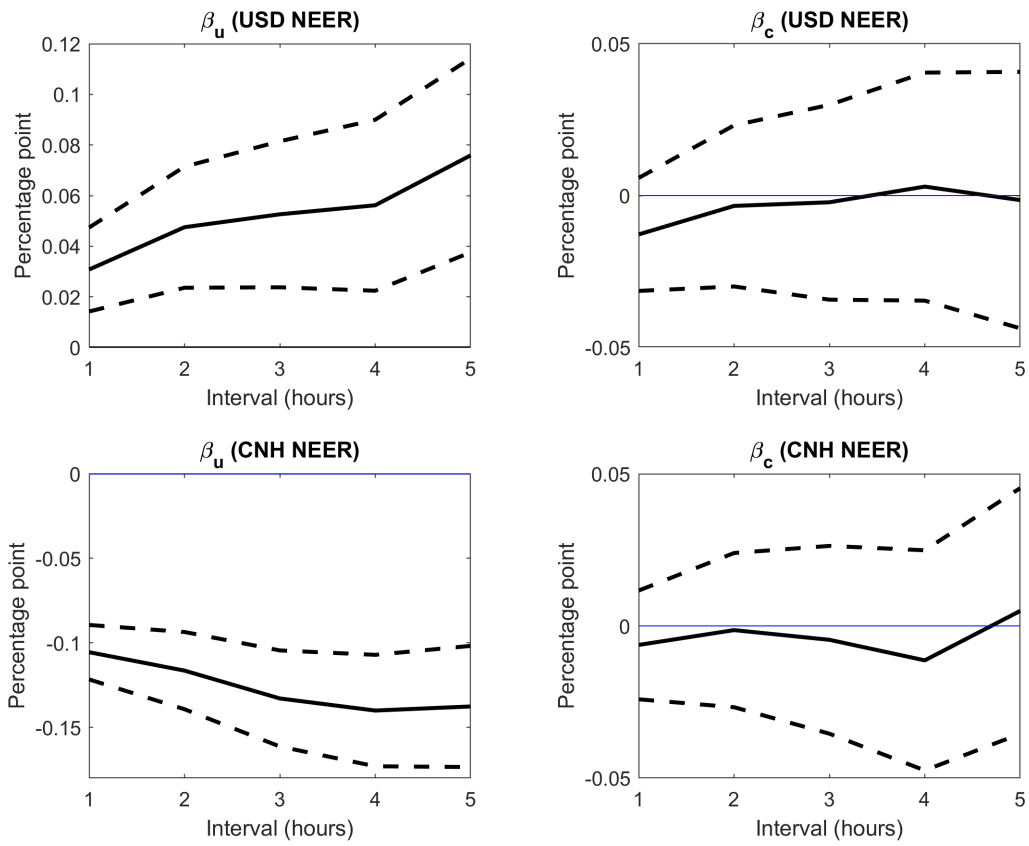 βu (USD NEER)
0.12
0.1
0.08
0.06
0.04
0.02
0
Percentage point
1 2 3 4 5
Interval (hours)
βc (USD NEER)
0.05
0
-0.05
Percentage point
1 2 3 4 5
Interval (hours)
βu (CNH NEER)
0
-0.05
-0.1
-0.15
Percentage point
1 2 3 4 5
Interval (hours)
βc (CNH NEER)
0.05
0
-0.05
Percentage point
1 2 3 4 5
Interval (hours)